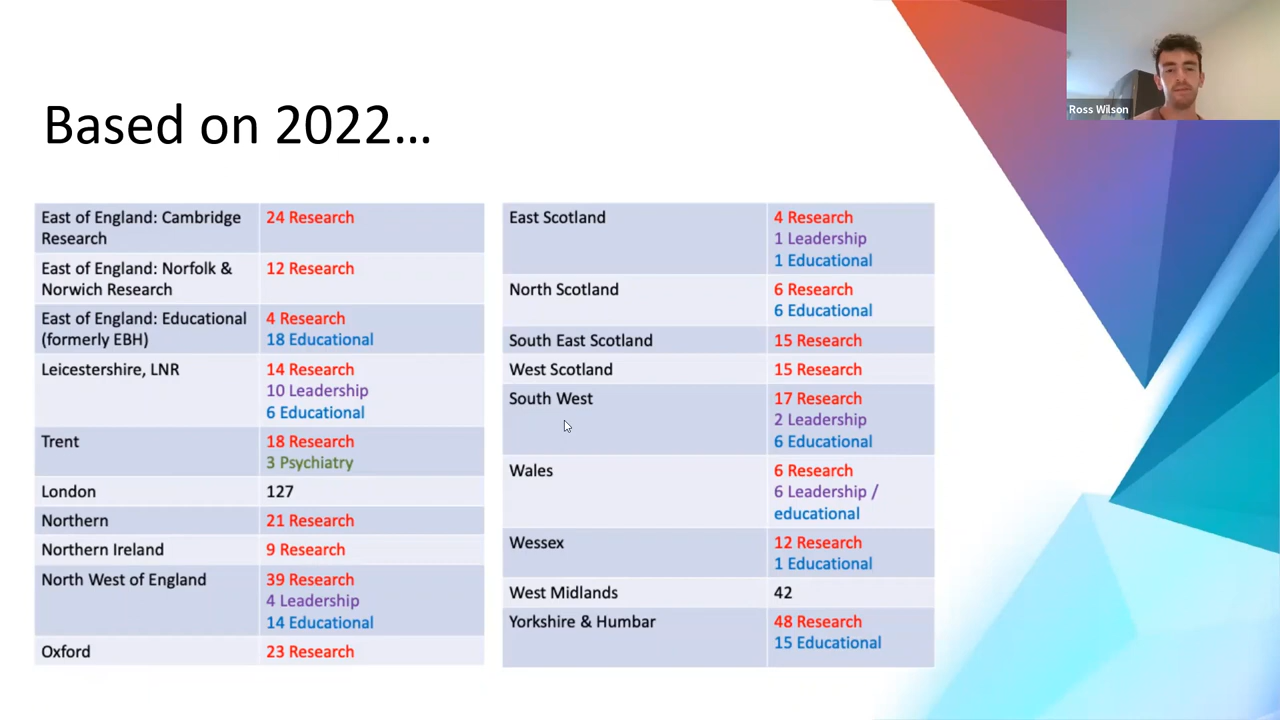 Ross Wilson
Based on 2022...
East of England: Cambridge
Research
24 Research
East of England: Norfolk &
Norwich Research
12 Research
East of England: Educational
(formerly EBH)
4 Research
18 Educational
Leicestershire, LNR
14 Research
10 Leadership
6 Educational
Trent
18 Research
3 Psychiatry
London
127
Northern
21 Research
Northern Ireland
9 Research
North West of England
39 Research
4 Leadership
14 Educational
Oxford
23 Research
East Scotland
4 Research
1 Leadership
1 Educational
North Scotland
6 Research
6 Educational
South East Scotland
15 Research
West Scotland
15 Research
South West
17 Research
2 Leadership
6 Educational
Wales
6 Research
6 Leadership /
educational
Wessex
12 Research
1 Educational
West Midlands
42
Yorkshire & Humbar
48 Research
15 Educational